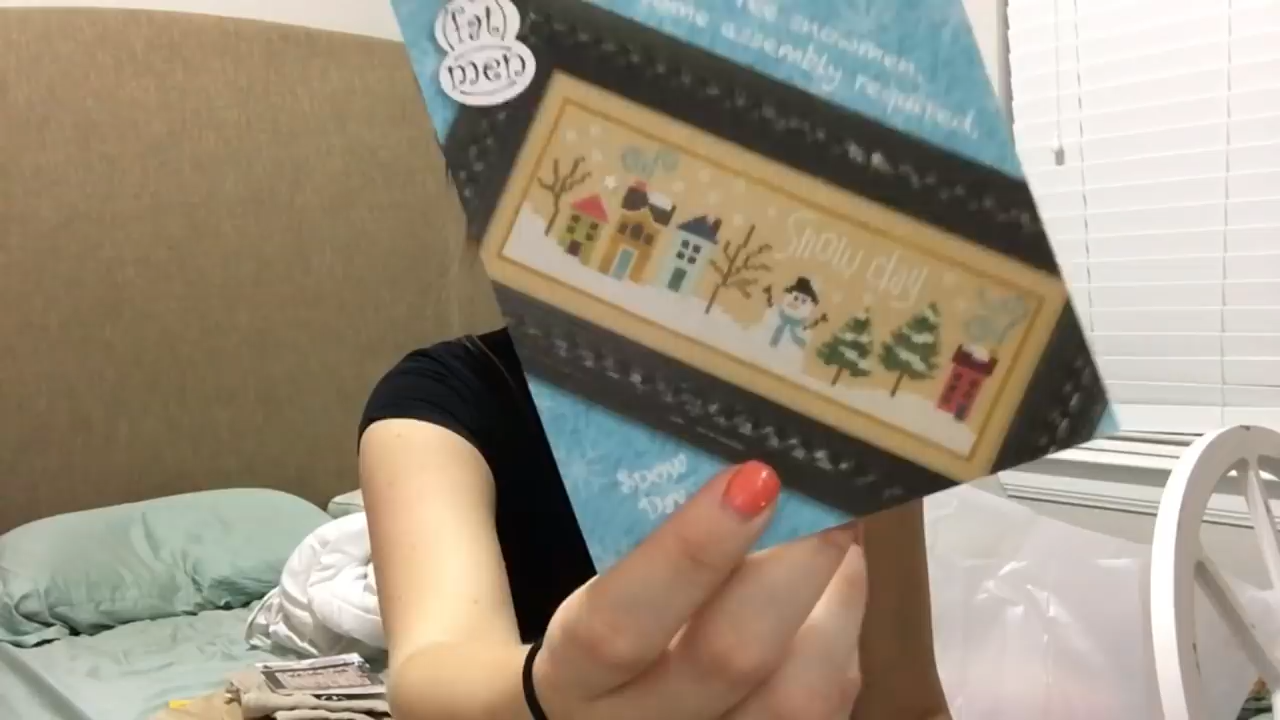 (fat)
men
snowmen,
some assembly required.
Snow day
Snow
Day